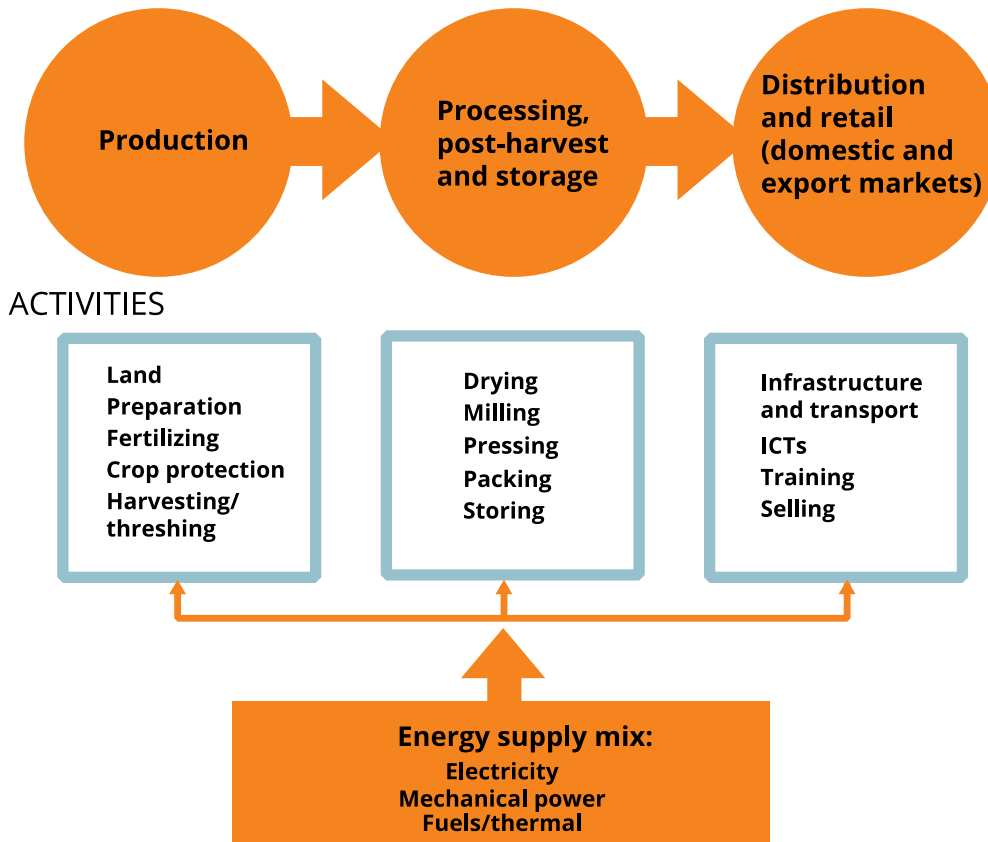 Production
Processing,
post-harvest
and storage
Distribution
and retail
(domestic and
export markets)
ACTIVITIES
Land
Preparation
Fertilizing
Crop protection
Harvesting/
threshing
Drying
Milling
Pressing
Packing
Storing
Infrastructure
and transport
ICTs
Training
Selling
Energy supply mix:
Electricity
Mechanical power
Fuels/thermal